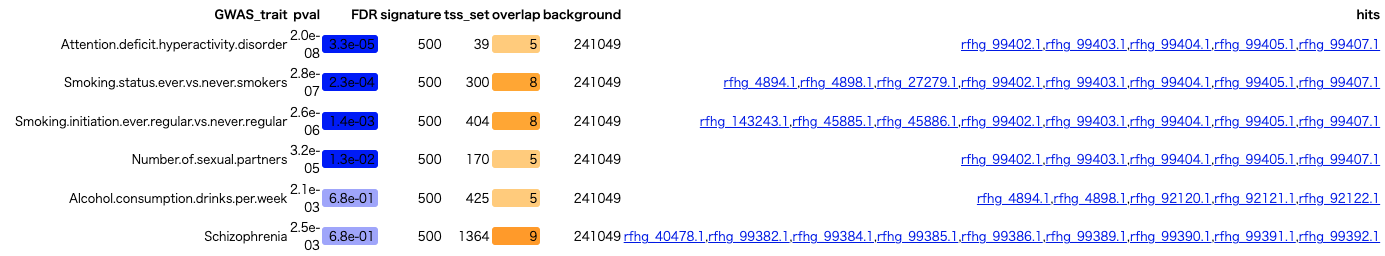 GWAS_trait pval FDR signature tss_set overlap background hits
Attention.deficit.hyperactivity.disorder 2.0e-08 3.3e-05 500 39 5 241049 rfhg_99402.1,rfhg_99403.1,rfhg_99404.1,rfhg_99405.1,rfhg_99407.1
Smoking.status.ever.vs.never.smokers 2.8e-07 2.3e-04 500 300 8 241049 rfhg_4894.1,rfhg_4898.1,rfhg_27279.1,rfhg_99402.1,rfhg_99403.1,rfhg_99404.1,rfhg_99405.1,rfhg_99407.1
Smoking.initiation.ever.regular.vs.never.regular 2.6e-06 1.4e-03 500 404 8 241049 rfhg_143243.1,rfhg_45885.1,rfhg_45886.1,rfhg_99402.1,rfhg_99403.1,rfhg_99404.1,rfhg_99405.1,rfhg_99407.1
Number.of.sexual.partners 3.2e-05 1.3e-02 500 170 5 241049 rfhg_99402.1,rfhg_99403.1,rfhg_99404.1,rfhg_99405.1,rfhg_99407.1
Alcohol.consumption.drinks.per.week 2.1e-03 6.8e-01 500 425 5 241049 rfhg_4894.1,rfhg_4898.1,rfhg_92120.1,rfhg_92121.1,rfhg_92122.1
Schizophrenia 2.5e-03 6.8e-01 500 1364 9 241049 rfhg_40478.1,rfhg_99382.1,rfhg_99384.1,rfhg_99385.1,rfhg_99386.1,rfhg_99389.1,rfhg_99390.1,rfhg_99391.1,rfhg_99392.1